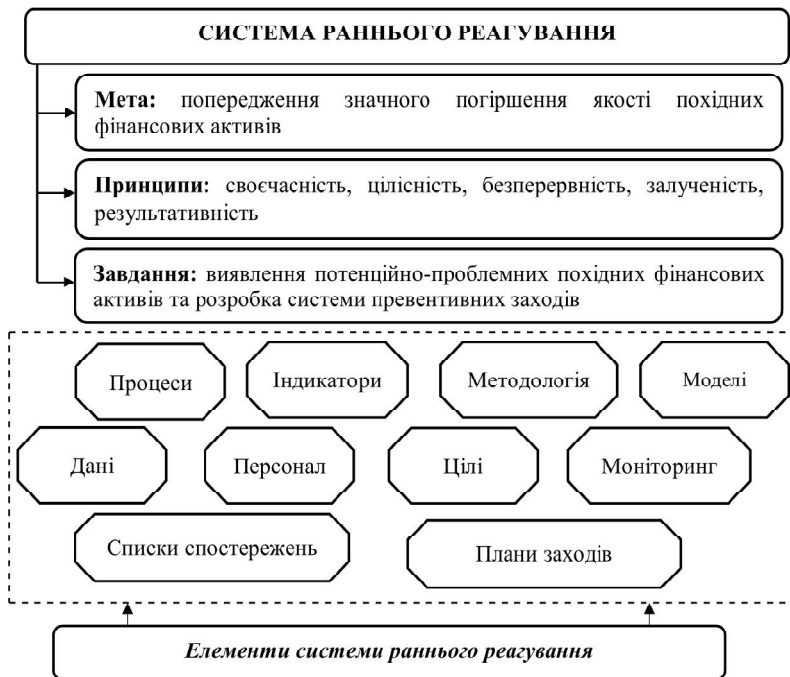 СИСТЕМА РАННЬОГО РЕАГУВАННЯ
Мета: попередження значного погіршення якості похідних
фінансових активів
Принципи: своєчасність, цілісність, безперервність, залученість,
результативність
Завдання: виявлення потенційно-проблемних похідних фінансових
активів та розробка системи превентивних заходів
Процеси
Індикатори
Методологія
Моделі
Дані
Персонал
Цілі
Моніторинг
Списки спостережень
Плани заходів
Елементи системи раннього реагування